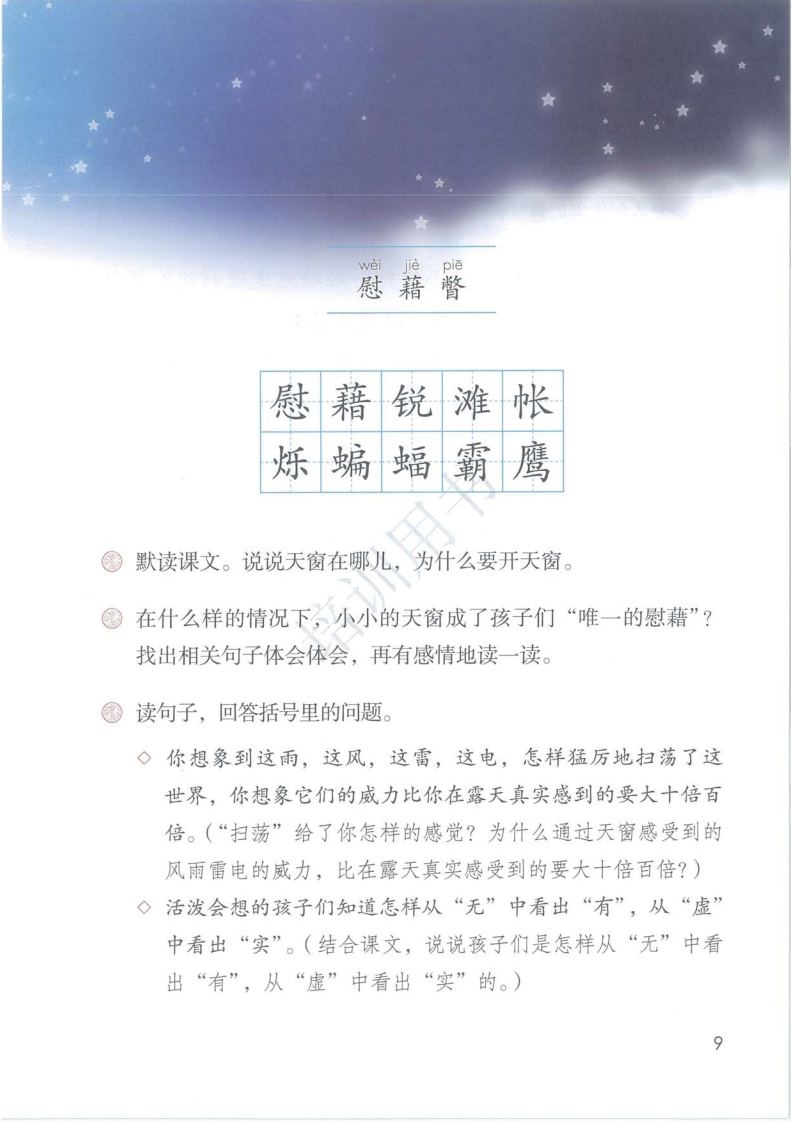 wèi jiè piē
慰 藉 瞥
慰 藉 锐 滩 帐
烁 蝙 蝠 霸 鹰
培训用书
默读课文。说说天窗在哪儿，为什么要开天窗。
在什么样的情况下，小小的天窗成了孩子们“唯一的慰藉”？
找出相关句子体会体会，再有感情地读一读。
读句子，回答括号里的问题。
◇ 你想象到这雨，这风，这雷，这电，怎样猛厉地扫荡了这
世界，你想象它们的威力比你在露天真实感到的要大十倍百
倍。（“扫荡”给了你怎样的感觉？为什么通过天窗感受到的
风雨雷电的威力，比在露天真实感受到的要大十倍百倍？）
◇ 活泼会想的孩子们知道怎样从“无”中看出“有”，从“虚”
中看出“实”。（结合课文，说说孩子们是怎样从“无”中看
出“有”，从“虚”中看出“实”的。）
9